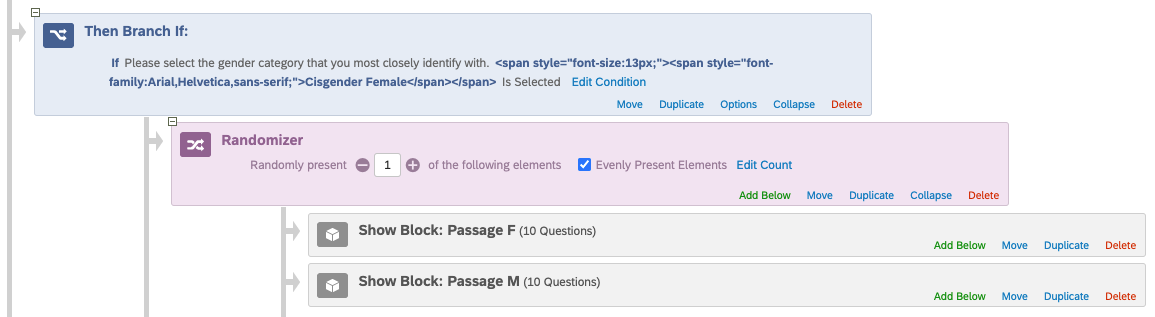 Then Branch If:
If Please select the gender category that you most closely identify with. <span style="font-size:13px;"><span style="font-
family:Arial,Helvetica,sans-serif;">Cisgender Female</span></span> Is Selected Edit Condition
Move Duplicate Options Collapse Delete
Randomizer
Randomly present 1 of the following elements Evenly Present Elements Edit Count
Add Below Move Duplicate Collapse Delete
Show Block: Passage F (10 Questions)
Add Below Move Duplicate Delete
Show Block: Passage M (10 Questions)
Add Below Move Duplicate Delete